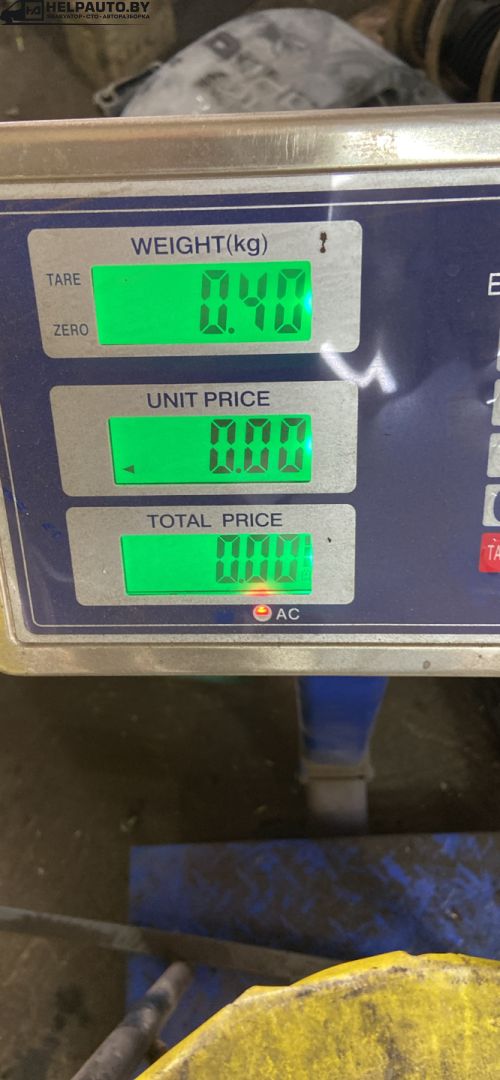 HELPAUTO.BY
ЭВАКУАТОР • СТО • АВТОРАЗБОРКА
WEIGHT(kg)
TARE
0.40
ZERO
UNIT PRICE
0.00
TOTAL PRICE
0.00
AC